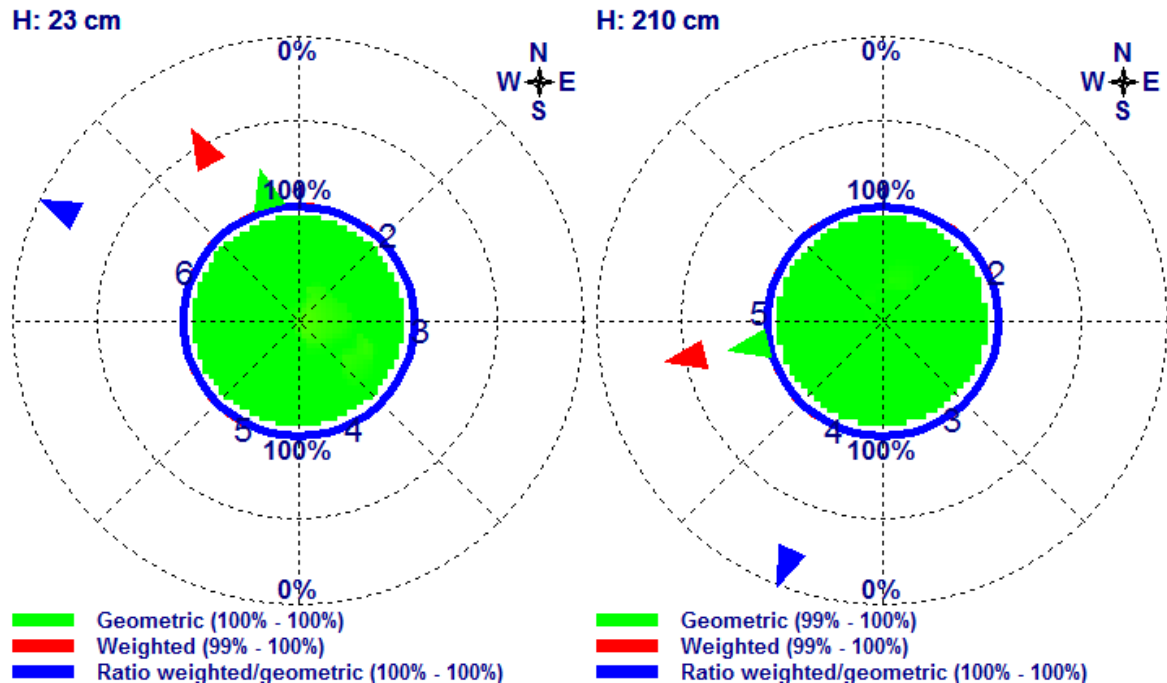 H: 23 cm
0%
N
W E
S
100%
2
6
3
5 4
100%
0%
Geometric (100% - 100%)
Weighted (99% - 100%)
Ratio weighted/geometric (100% - 100%)
H: 210 cm
0%
N
W E
S
100%
2
5
3
4
100%
0%
Geometric (99% - 100%)
Weighted (99% - 100%)
Ratio weighted/geometric (100% - 100%)